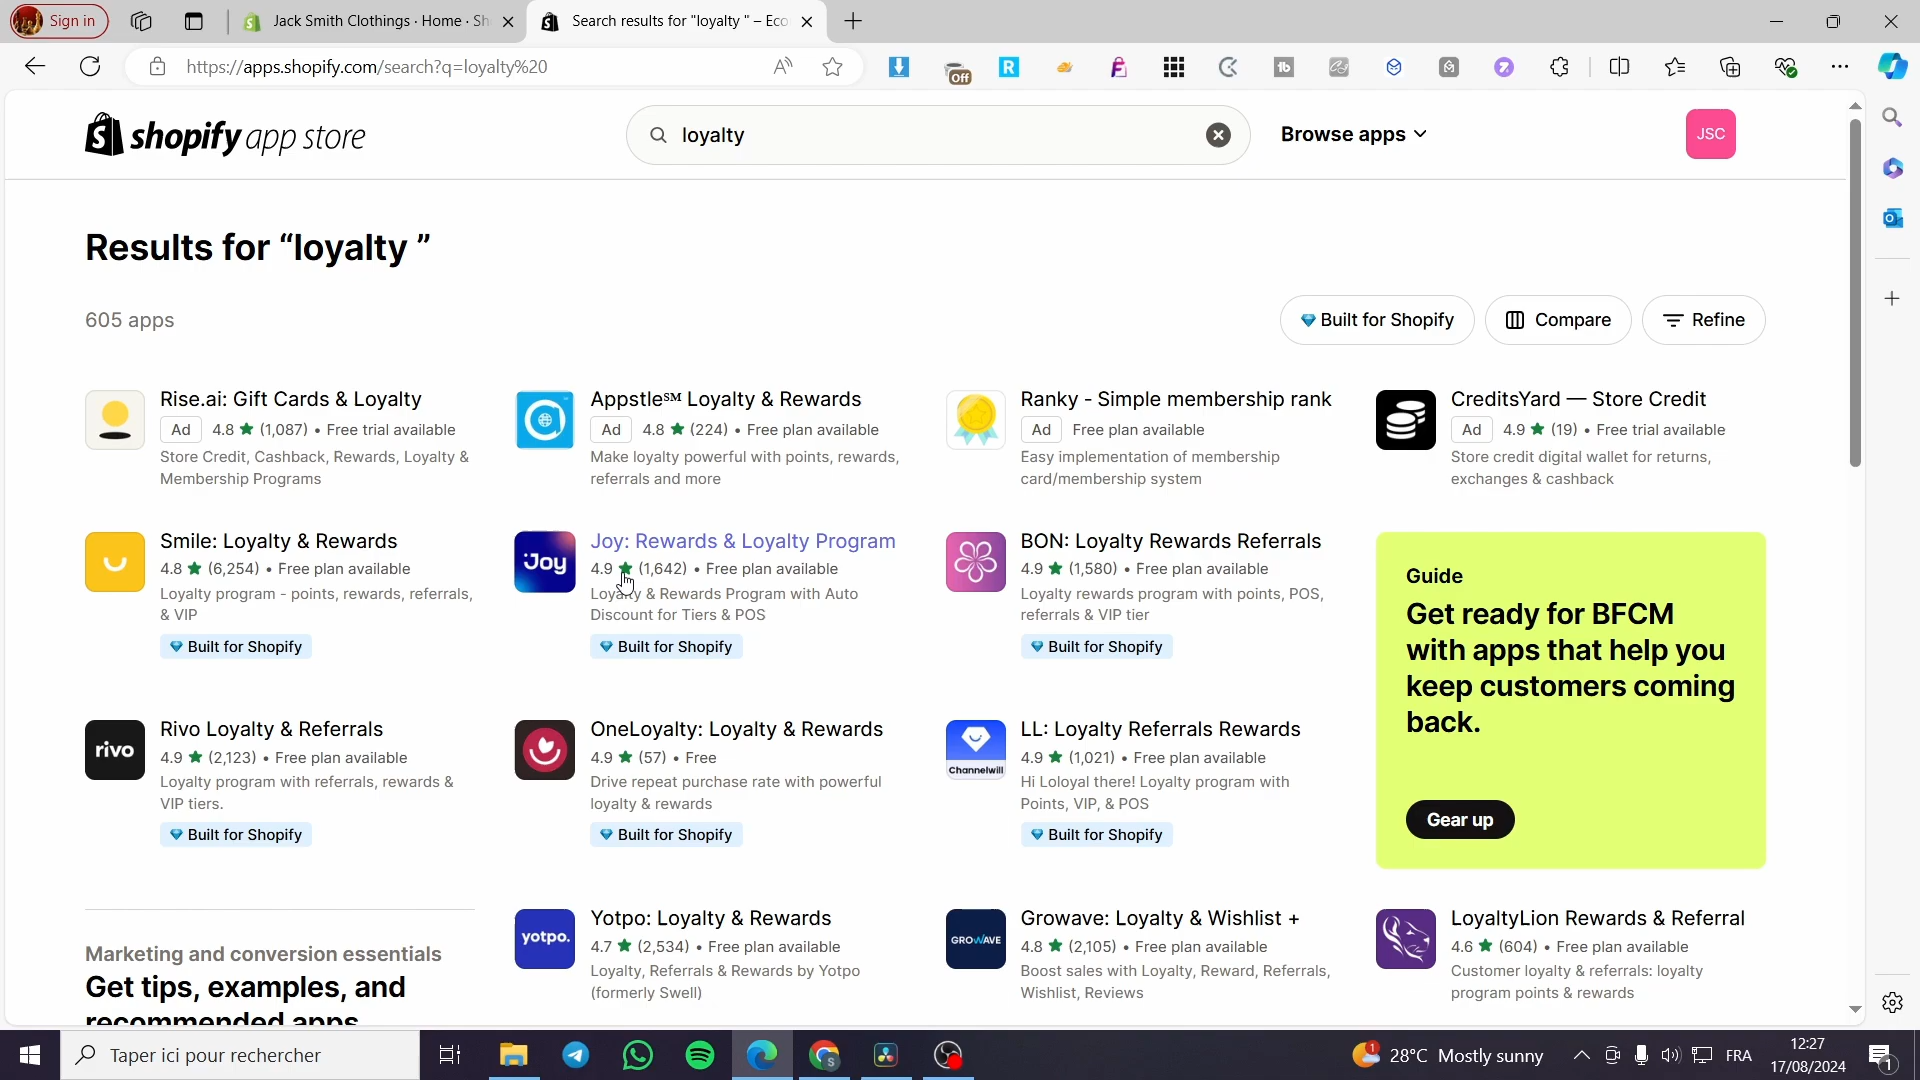 Sign in
Jack Smith Clothings · Home · Sh
Search results for "loyalty " – Eco
https://apps.shopify.com/search?q=loyalty%20
Off
shopify app store
loyalty
Browse apps
JSC
Results for “loyalty ”
605 apps
Built for Shopify
Compare
Refine
Rise.ai: Gift Cards & Loyalty
Ad 4.8 ★ (1,087) • Free trial available
Store Credit, Cashback, Rewards, Loyalty &
Membership Programs
Appstle℠ Loyalty & Rewards
Ad 4.8 ★ (224) • Free plan available
Make loyalty powerful with points, rewards,
referrals and more
Ranky - Simple membership rank
Ad Free plan available
Easy implementation of membership
card/membership system
CreditsYard — Store Credit
Ad 4.9 ★ (19) • Free trial available
Store credit digital wallet for returns,
exchanges & cashback
Smile: Loyalty & Rewards
4.8 ★ (6,254) • Free plan available
Loyalty program - points, rewards, referrals,
& VIP
Built for Shopify
Joy
Joy: Rewards & Loyalty Program
4.9 ★ (1,642) • Free plan available
Loyalty & Rewards Program with Auto
Discount for Tiers & POS
Built for Shopify
BON: Loyalty Rewards Referrals
4.9 ★ (1,580) • Free plan available
Loyalty rewards program with points, POS,
referrals & VIP tier
Built for Shopify
Guide
Get ready for BFCM
with apps that help you
keep customers coming
back.
Gear up
rivo
Rivo Loyalty & Referrals
4.9 ★ (2,123) • Free plan available
Loyalty program with referrals, rewards &
VIP tiers.
Built for Shopify
OneLoyalty: Loyalty & Rewards
4.9 ★ (57) • Free
Drive repeat purchase rate with powerful
loyalty & rewards
Built for Shopify
Channelwill
LL: Loyalty Referrals Rewards
4.9 ★ (1,021) • Free plan available
Hi Loloyal there! Loyalty program with
Points, VIP, & POS
Built for Shopify
Marketing and conversion essentials
Get tips, examples, and
recommended apps
yotpo.
Yotpo: Loyalty & Rewards
4.7 ★ (2,534) • Free plan available
Loyalty, Referrals & Rewards by Yotpo
(formerly Swell)
GROWAVE
Growave: Loyalty & Wishlist +
4.8 ★ (2,105) • Free plan available
Boost sales with Loyalty, Reward, Referrals,
Wishlist, Reviews
LoyaltyLion Rewards & Referral
4.6 ★ (604) • Free plan available
Customer loyalty & referrals: loyalty
program points & rewards
Taper ici pour rechercher
28°C Mostly sunny
FRA
12:27
17/08/2024